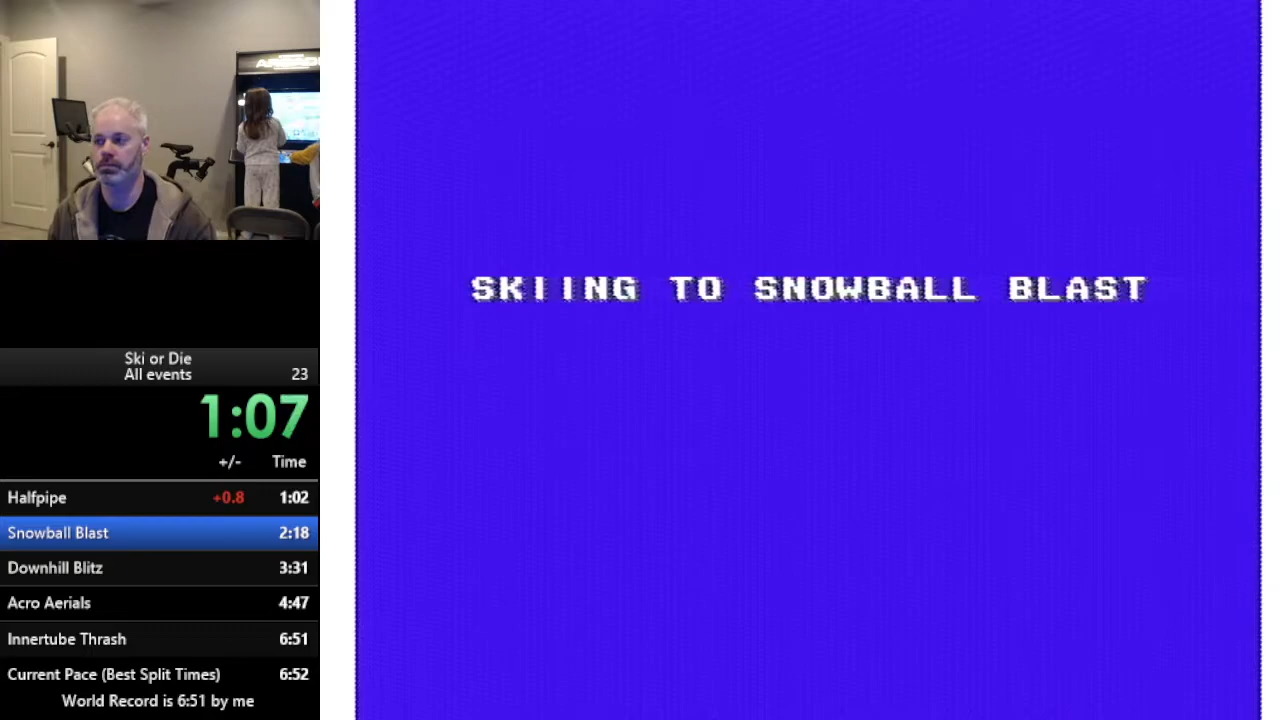 SKIING TO SNOWBALL BLAST
Ski or Die
All events 23
1:07
+/- Time
Halfpipe +0.8 1:02
Snowball Blast 2:18
Downhill Blitz 3:31
Acro Aerials 4:47
Innertube Thrash 6:51
Current Pace (Best Split Times) 6:52
World Record is 6:51 by me